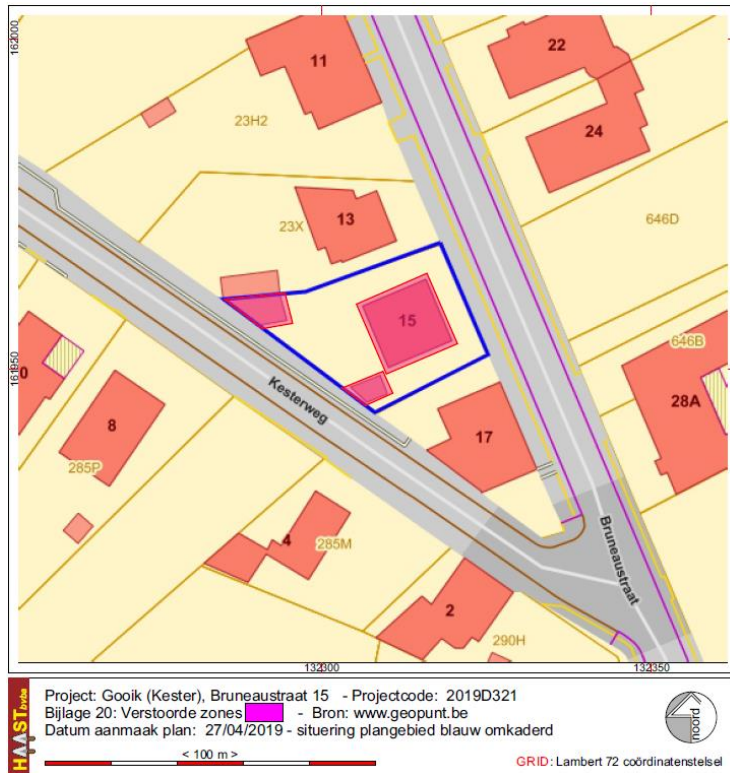 162000
11
22
24
23H2
13
23X
646D
15
161950
646B
0
Kesterweg
28A
8
17
285P
4
285M
Bruneaustraat
2
290H
132300
132350
HAAST bvba
Project: Gooik (Kester), Bruneaustraat 15 - Projectcode: 2019D321
Bijlage 20: Verstoorde zones - Bron: www.geopunt.be
Datum aanmaak plan: 27/04/2019 - situering plangebied blauw omkaderd
< 100 m >
noord
GRID: Lambert 72 coördinatenstelsel